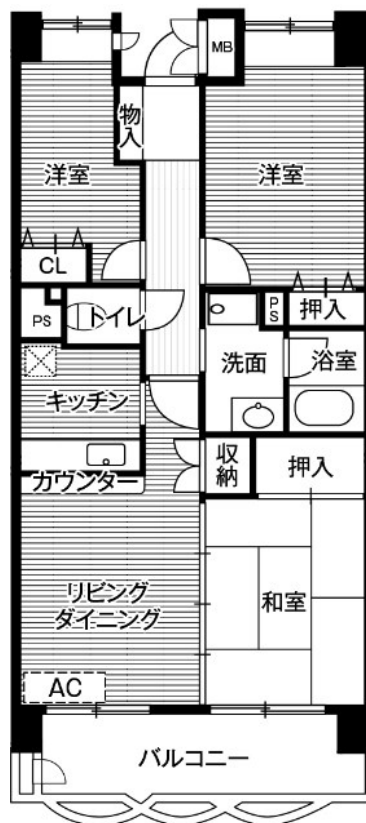 MB
物入
洋室
洋室
CL
PS
トイレ
PS
押入
洗面
浴室
キッチン
カウンター
収納
押入
リビング
ダイニング
和室
AC
バルコニー